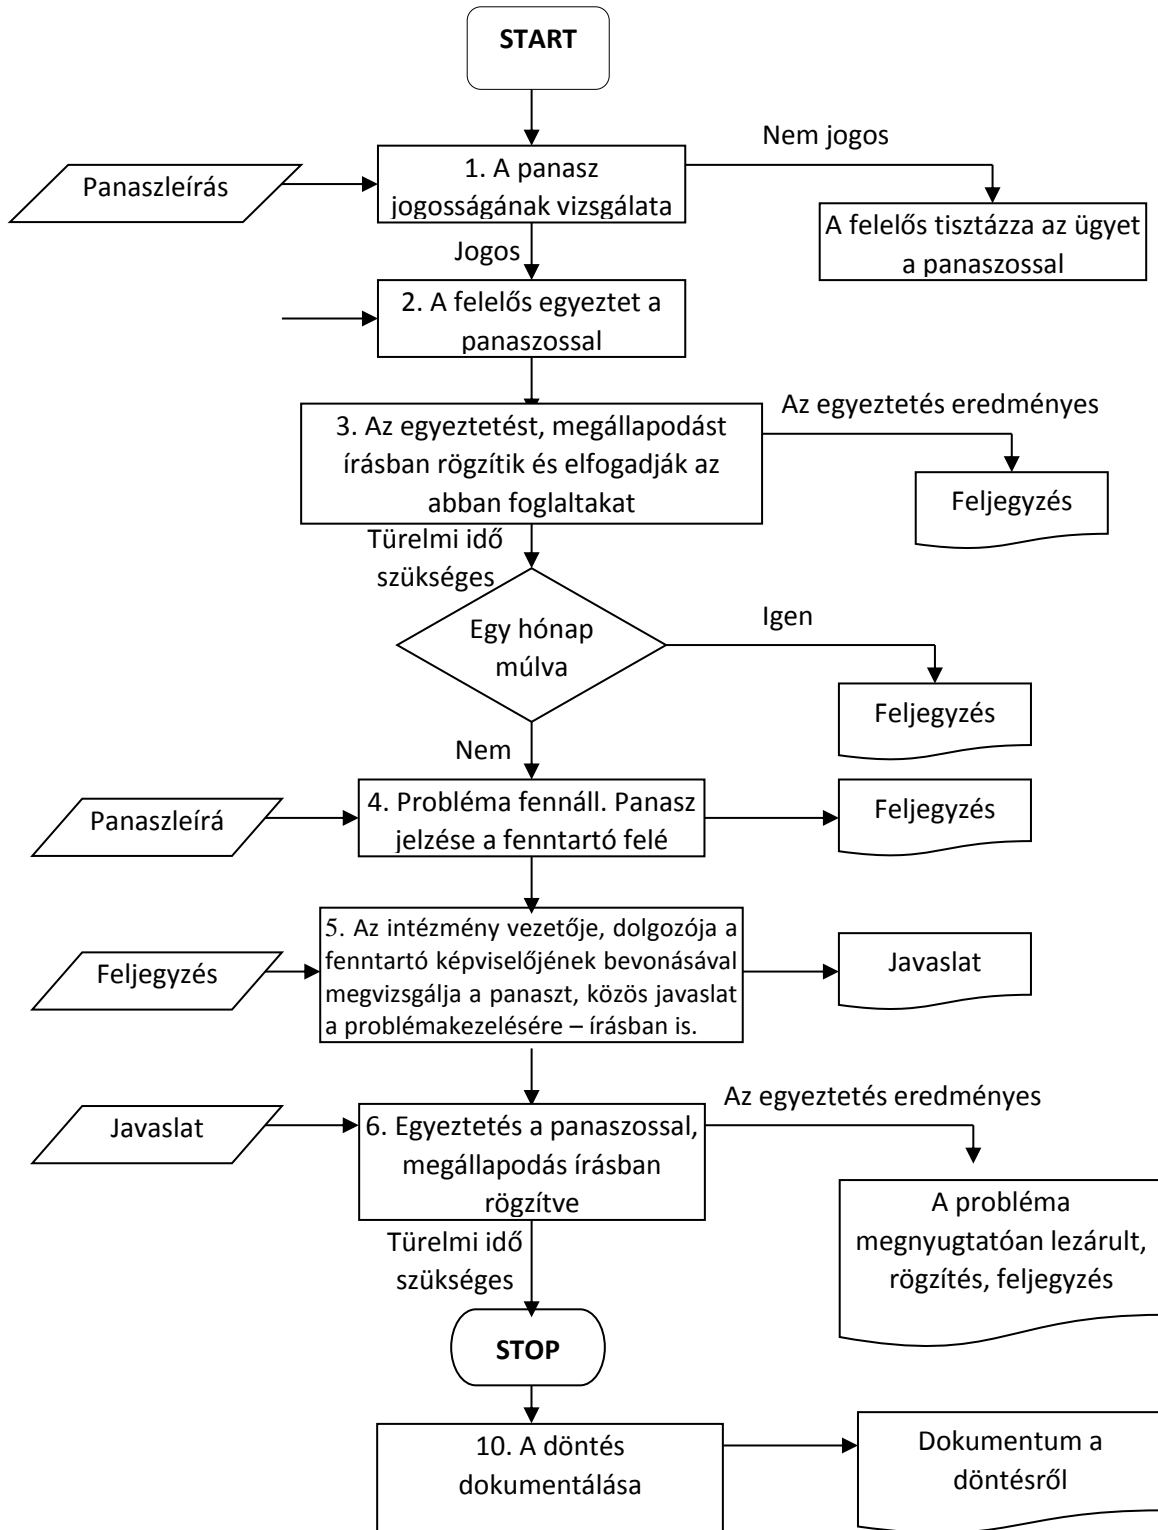 START
Nem jogos
Panaszleírás
1. A panasz
jogosságának vizsgálata
A felelős tisztázza az ügyet
a panaszossal
Jogos
2. A felelős egyeztet a
panaszossal
Az egyeztetés eredményes
3. Az egyeztetést, megállapodást
írásban rögzítik és elfogadják az
abban foglaltakat
Feljegyzés
Türelmi idő
szükséges
Egy hónap
múlva
Igen
Feljegyzés
Nem
Panaszleírá
4. Probléma fennáll. Panasz
jelzése a fenntartó felé
Feljegyzés
Feljegyzés
5. Az intézmény vezetője, dolgozója a
fenntartó képviselőjének bevonásával
megvizsgálja a panaszt, közös javaslat
a problémakezelésére – írásban is.
Javaslat
Az egyeztetés eredményes
Javaslat
6. Egyeztetés a panaszossal,
megállapodás írásban
rögzítve
A probléma
megnyugtatóan lezárult,
rögzítés, feljegyzés
Türelmi idő
szükséges
STOP
10. A döntés
dokumentálása
Dokumentum a
döntésről